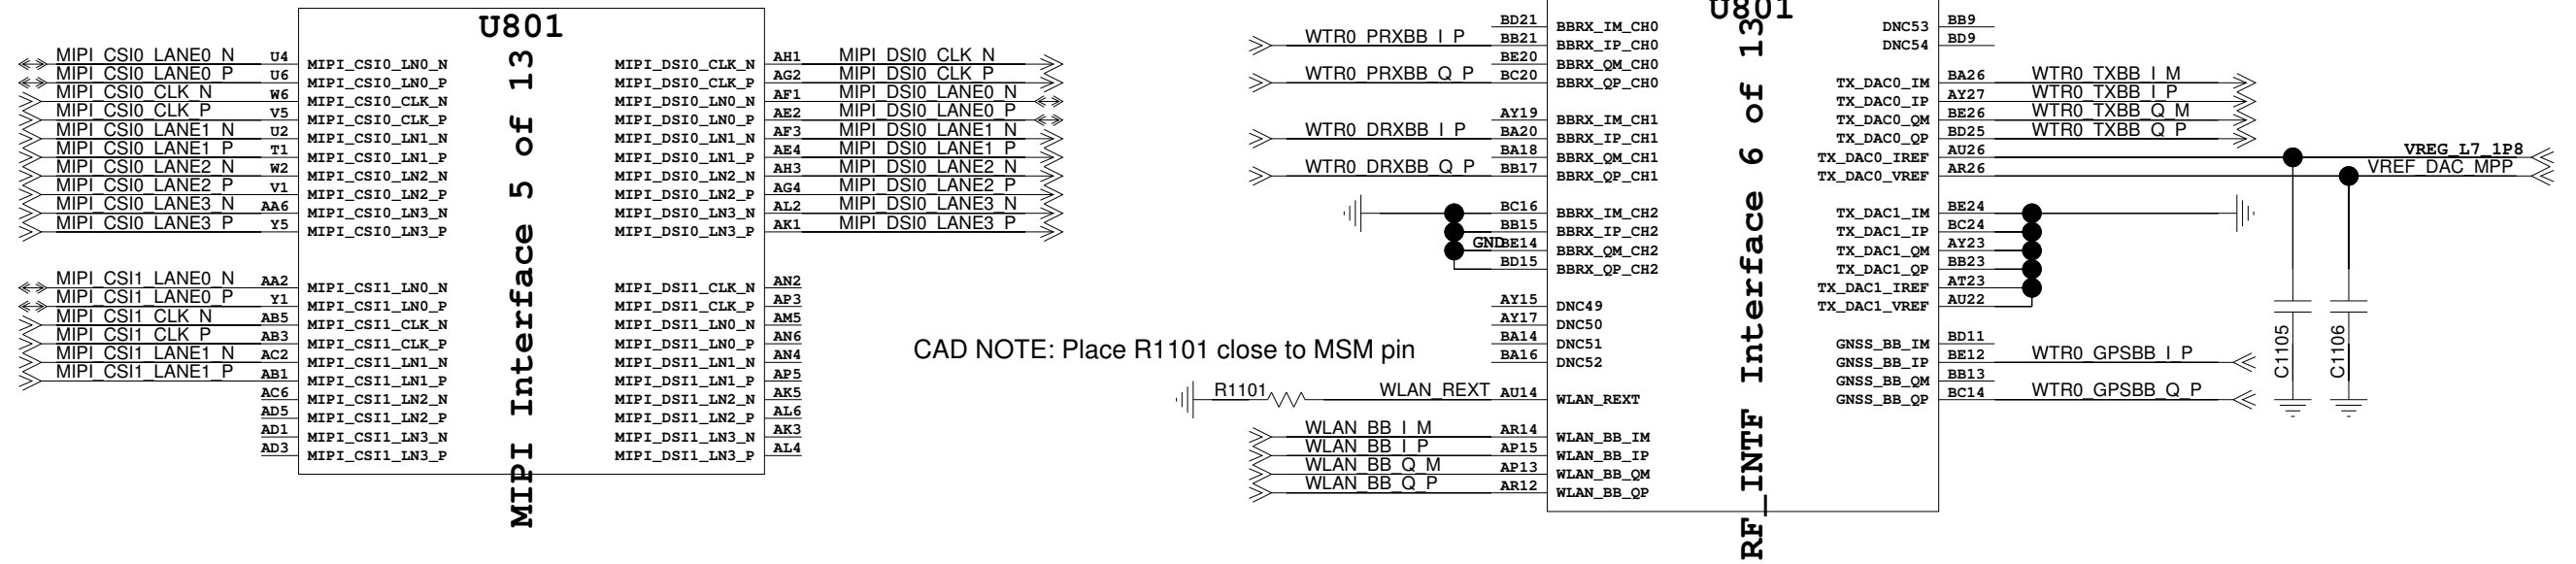 U801
MIPI Interface 5 of 13
MIPI_CSI0_LANE0_N U4 MIPI_CSI0_LN0_N
MIPI_CSI0_LANE0_P U6 MIPI_CSI0_LN0_P
MIPI_CSI0_CLK_N W6 MIPI_CSI0_CLK_N
MIPI_CSI0_CLK_P V5 MIPI_CSI0_CLK_P
MIPI_CSI0_LANE1_N U2 MIPI_CSI0_LN1_N
MIPI_CSI0_LANE1_P T1 MIPI_CSI0_LN1_P
MIPI_CSI0_LANE2_N W2 MIPI_CSI0_LN2_N
MIPI_CSI0_LANE2_P V1 MIPI_CSI0_LN2_P
MIPI_CSI0_LANE3_N AA6 MIPI_CSI0_LN3_N
MIPI_CSI0_LANE3_P Y5 MIPI_CSI0_LN3_P
MIPI_CSI1_LANE0_N AA2 MIPI_CSI1_LN0_N
MIPI_CSI1_LANE0_P Y1 MIPI_CSI1_LN0_P
MIPI_CSI1_CLK_N AB5 MIPI_CSI1_CLK_N
MIPI_CSI1_CLK_P AB3 MIPI_CSI1_CLK_P
MIPI_CSI1_LANE1_N AC2 MIPI_CSI1_LN1_N
MIPI_CSI1_LANE1_P AB1 MIPI_CSI1_LN1_P
AC6 MIPI_CSI1_LN2_N
AD5 MIPI_CSI1_LN2_P
AD1 MIPI_CSI1_LN3_N
AD3 MIPI_CSI1_LN3_P
MIPI_DSI0_CLK_N AH1 MIPI_DSI0_CLK_N
MIPI_DSI0_CLK_P AG2 MIPI_DSI0_CLK_P
MIPI_DSI0_LN0_N AF1 MIPI_DSI0_LANE0_N
MIPI_DSI0_LN0_P AE2 MIPI_DSI0_LANE0_P
MIPI_DSI0_LN1_N AF3 MIPI_DSI0_LANE1_N
MIPI_DSI0_LN1_P AE4 MIPI_DSI0_LANE1_P
MIPI_DSI0_LN2_N AH3 MIPI_DSI0_LANE2_N
MIPI_DSI0_LN2_P AG4 MIPI_DSI0_LANE2_P
MIPI_DSI0_LN3_N AL2 MIPI_DSI0_LANE3_N
MIPI_DSI0_LN3_P AK1 MIPI_DSI0_LANE3_P
MIPI_DSI1_CLK_N AN2
MIPI_DSI1_CLK_P AP3
MIPI_DSI1_LN0_N AM5
MIPI_DSI1_LN0_P AN6
MIPI_DSI1_LN1_N AN4
MIPI_DSI1_LN1_P AP5
MIPI_DSI1_LN2_N AK5
MIPI_DSI1_LN2_P AL6
MIPI_DSI1_LN3_N AK3
MIPI_DSI1_LN3_P AL4
CAD NOTE: Place R1101 close to MSM pin
U801
RF_INTF Interface 6 of 13
BD21 BBRX_IM_CH0
WTR0_PRXBB_I_P BB21 BBRX_IP_CH0
BE20 BBRX_QM_CH0
WTR0_PRXBB_Q_P BC20 BBRX_QP_CH0
AY19 BBRX_IM_CH1
WTR0_DRXBB_I_P BA20 BBRX_IP_CH1
BA18 BBRX_QM_CH1
WTR0_DRXBB_Q_P BB17 BBRX_QP_CH1
BC16 BBRX_IM_CH2
BB15 BBRX_IP_CH2
GND BE14 BBRX_QM_CH2
BD15 BBRX_QP_CH2
AY15 DNC49
AY17 DNC50
BA14 DNC51
BA16 DNC52
R1101 WLAN_REXT AU14 WLAN_REXT
WLAN_BB_I_M AR14 WLAN_BB_IM
WLAN_BB_I_P AP15 WLAN_BB_IP
WLAN_BB_Q_M AP13 WLAN_BB_QM
WLAN_BB_Q_P AR12 WLAN_BB_QP
DNC53 BB9
DNC54 BD9
TX_DAC0_IM BA26 WTR0_TXBB_I_M
TX_DAC0_IP AY27 WTR0_TXBB_I_P
TX_DAC0_QM BE26 WTR0_TXBB_Q_M
TX_DAC0_QP BD25 WTR0_TXBB_Q_P
TX_DAC0_IREF AU26 VREG_L7_1P8
TX_DAC0_VREF AR26 VREF_DAC_MPP
TX_DAC1_IM BE24
TX_DAC1_IP BC24
TX_DAC1_QM AY23
TX_DAC1_QP BB23
TX_DAC1_IREF AT23
TX_DAC1_VREF AU22
GNSS_BB_IM BD11
GNSS_BB_IP BE12 WTR0_GPSBB_I_P
GNSS_BB_QM BB13
GNSS_BB_QP BC14 WTR0_GPSBB_Q_P
C1105
C1106